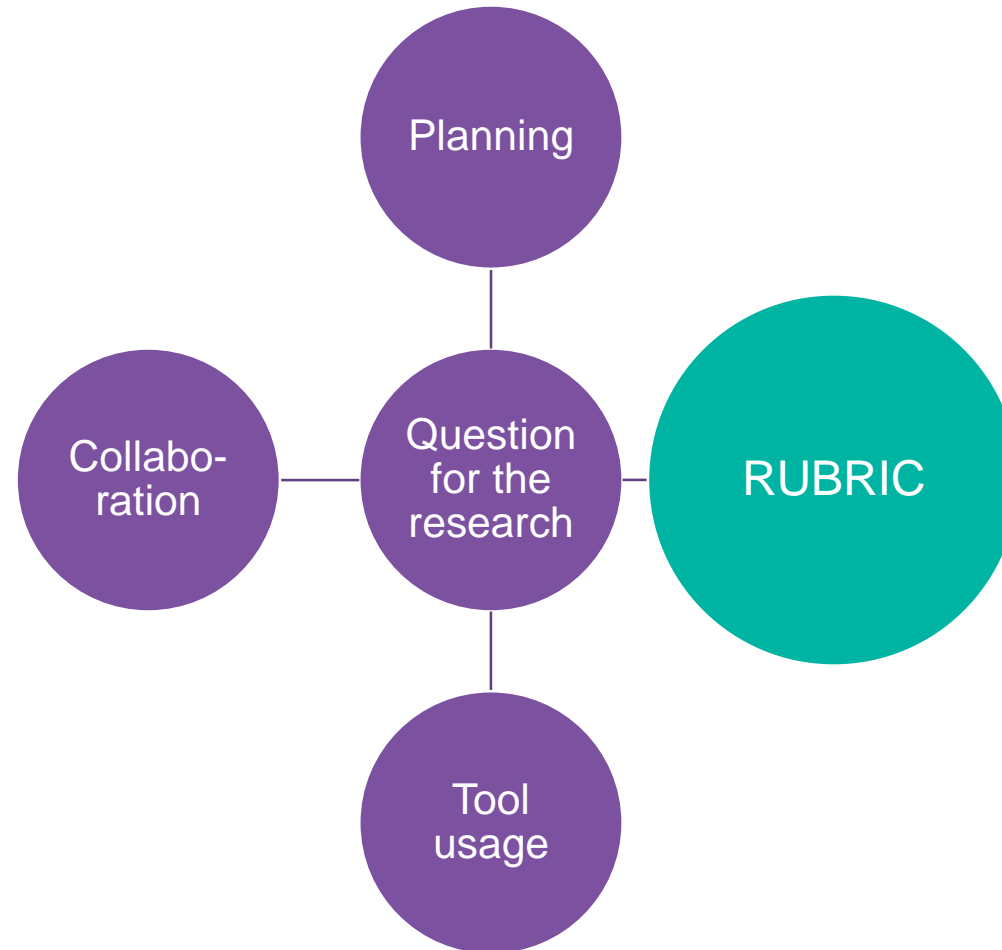 Planning
Collabo-
ration
Question
for the
research
RUBRIC
Tool
usage